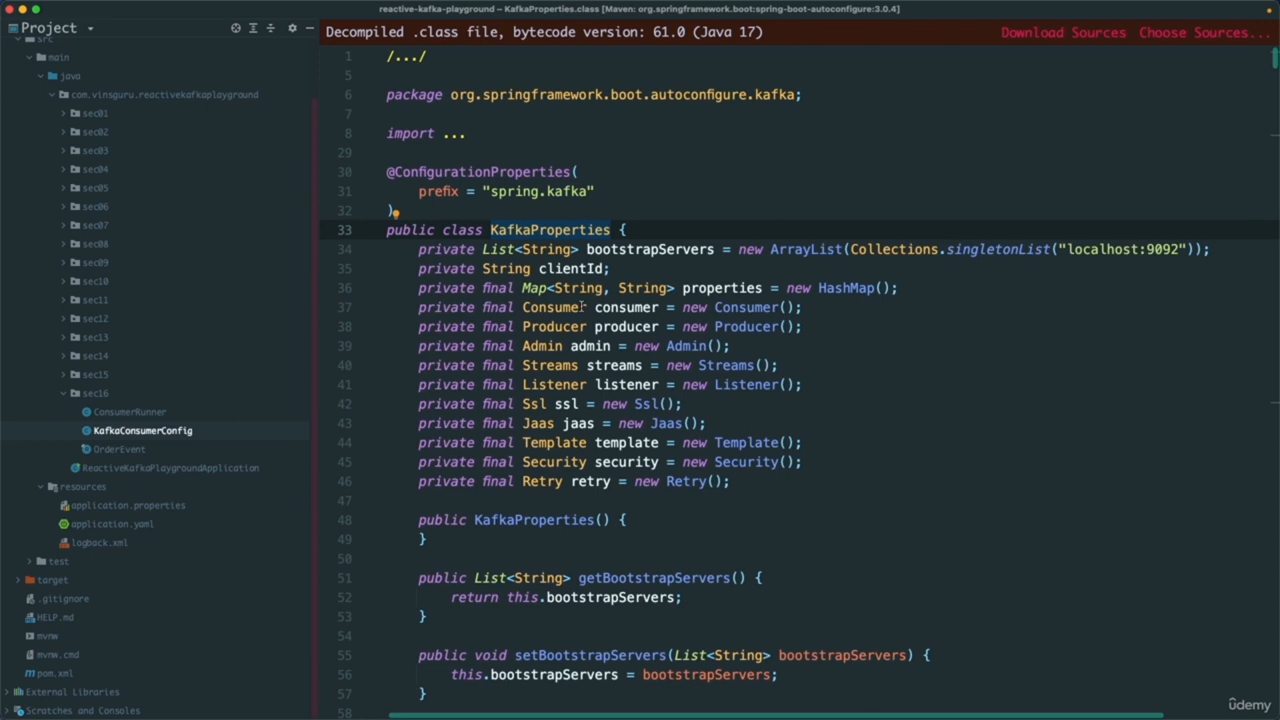 reactive-kafka-playground – KafkaProperties.class [Maven: org.springframework.boot:spring-boot-autoconfigure:3.0.4]
Project
src
main
java
com.vinsguru.reactivekafkaplayground
sec01
sec02
sec03
sec04
sec05
sec06
sec07
sec08
sec09
sec10
sec11
sec12
sec13
sec14
sec15
sec16
ConsumerRunner
KafkaConsumerConfig
OrderEvent
ReactiveKafkaPlaygroundApplication
resources
application.properties
application.yaml
logback.xml
test
target
.gitignore
HELP.md
mvnw
mvnw.cmd
pom.xml
External Libraries
Scratches and Consoles
Decompiled .class file, bytecode version: 61.0 (Java 17) Download Sources Choose Sources...
1 /.../
5
6 package org.springframework.boot.autoconfigure.kafka;
7
8 import ...
29
30 @ConfigurationProperties(
31 prefix = "spring.kafka"
32 )
33 public class KafkaProperties {
34 private List<String> bootstrapServers = new ArrayList(Collections.singletonList("localhost:9092"));
35 private String clientId;
36 private final Map<String, String> properties = new HashMap();
37 private final Consumer consumer = new Consumer();
38 private final Producer producer = new Producer();
39 private final Admin admin = new Admin();
40 private final Streams streams = new Streams();
41 private final Listener listener = new Listener();
42 private final Ssl ssl = new Ssl();
43 private final Jaas jaas = new Jaas();
44 private final Template template = new Template();
45 private final Security security = new Security();
46 private final Retry retry = new Retry();
47
48 public KafkaProperties() {
49 }
50
51 public List<String> getBootstrapServers() {
52 return this.bootstrapServers;
53 }
54
55 public void setBootstrapServers(List<String> bootstrapServers) {
56 this.bootstrapServers = bootstrapServers;
57 }
58
udemy